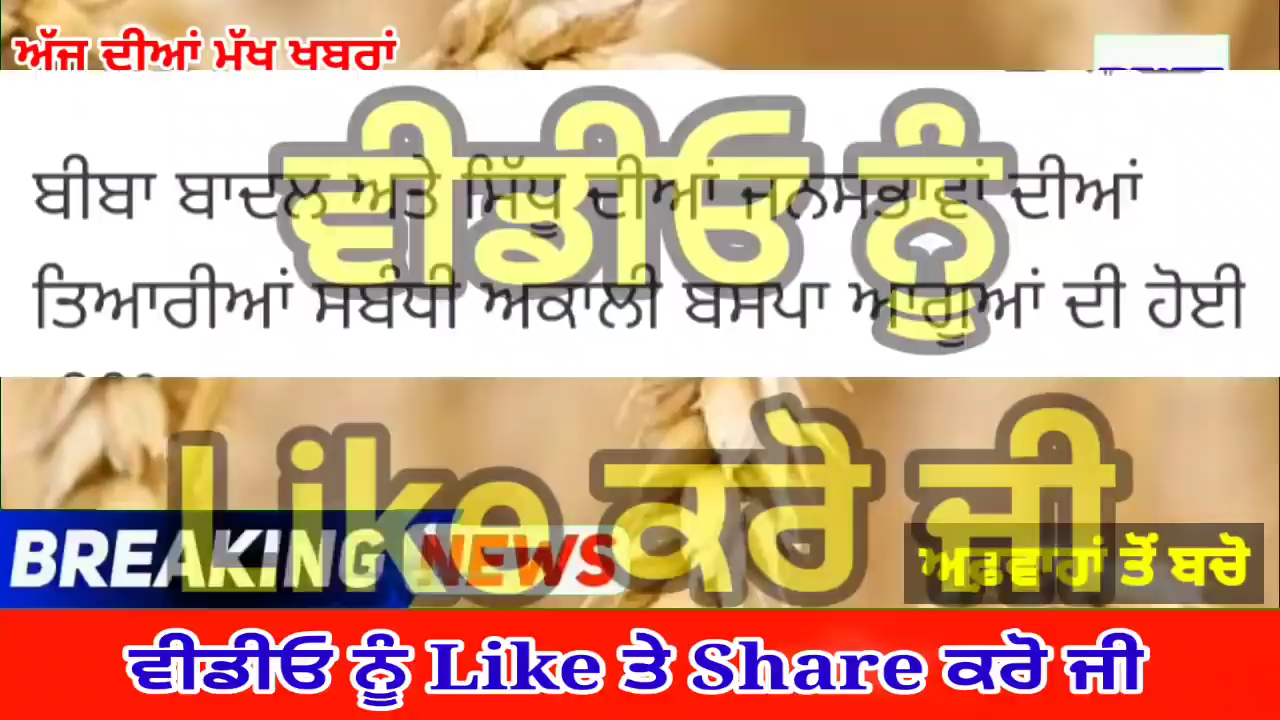 ਅੱਜ ਦੀਆਂ ਮੁੱਖ ਖਬਰਾਂ
ਵੀਡੀਓ ਨੂੰ
ਬੀਬਾ ਬਾਦਲ ਅਤੇ ਸਿੱਧੂ ਦੀਆਂ ਜਨਸਭਾਵਾਂ ਦੀਆਂ
ਤਿਆਰੀਆਂ ਸਬੰਧੀ ਅਕਾਲੀ ਬਸਪਾ ਆਗੂਆਂ ਦੀ ਹੋਈ
Like ਕਰੋ ਜੀ
BREAKING NEWS
ਅਫ਼ਵਾਹਾਂ ਤੋਂ ਬਚੋ
ਵੀਡੀਓ ਨੂੰ Like ਤੇ Share ਕਰੋ ਜੀ